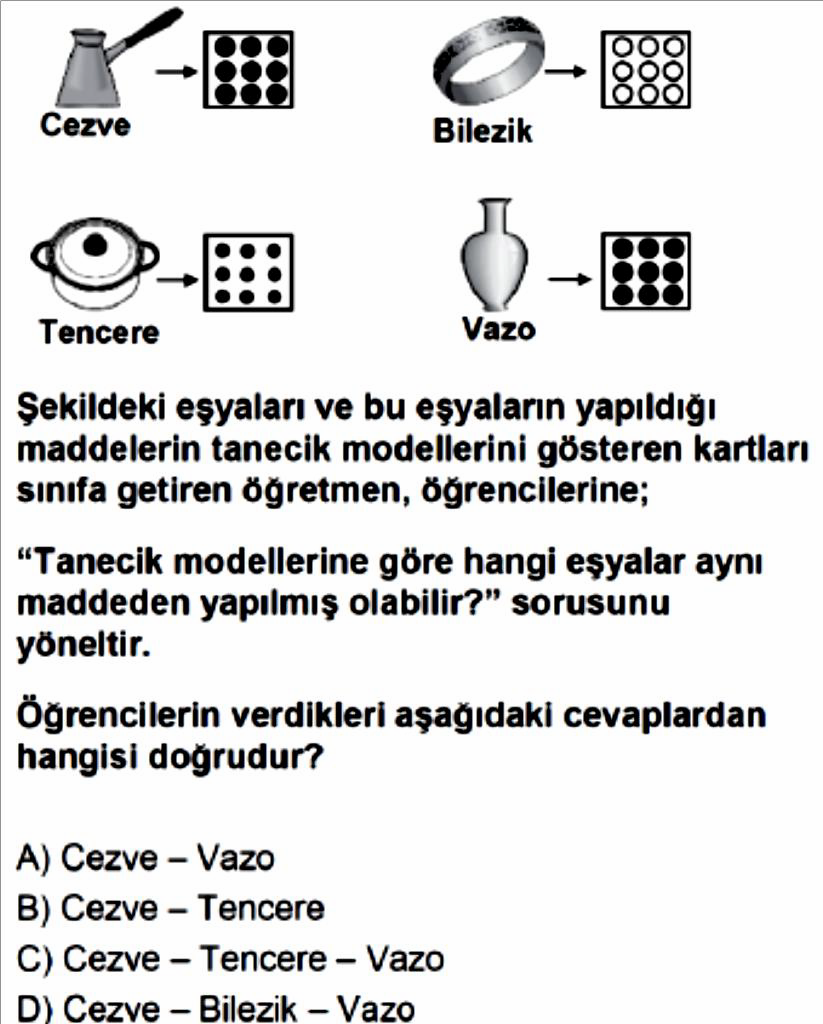 Cezve
Bilezik
Tencere
Vazo
Şekildeki eşyaları ve bu eşyaların yapıldığı
maddelerin tanecik modellerini gösteren kartları
sınıfa getiren öğretmen, öğrencilerine;
“Tanecik modellerine göre hangi eşyalar aynı
maddeden yapılmış olabilir?” sorusunu
yöneltir.
Öğrencilerin verdikleri aşağıdaki cevaplardan
hangisi doğrudur?
A) Cezve – Vazo
B) Cezve – Tencere
C) Cezve – Tencere – Vazo
D) Cezve – Bilezik – Vazo